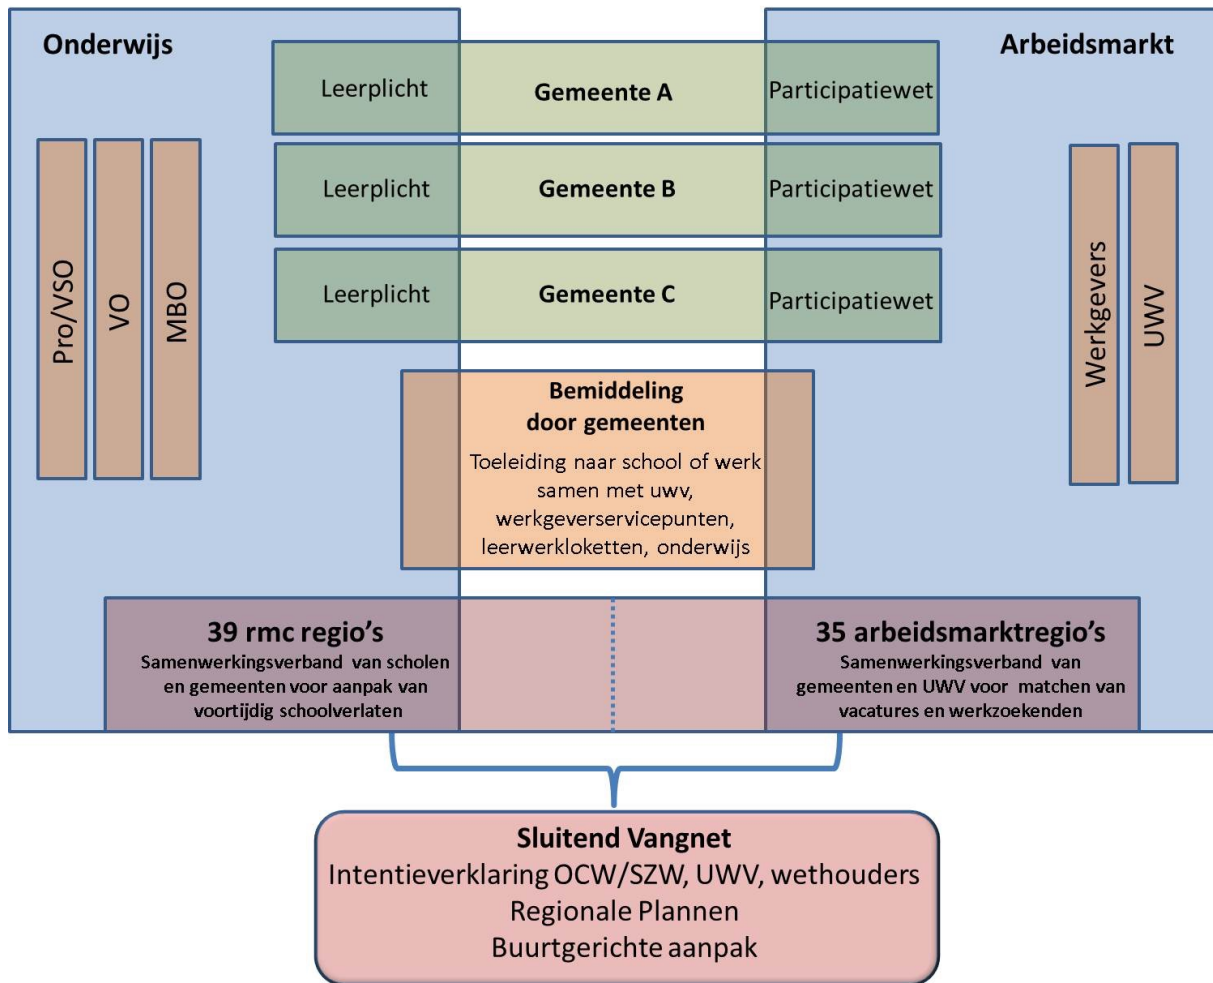 Onderwijs
Arbeidsmarkt
Leerplicht
Gemeente A
Participatiewet
Leerplicht
Gemeente B
Participatiewet
Leerplicht
Gemeente C
Participatiewet
Pro/VSO
VO
MBO
Werkgevers
UWV
Bemiddeling
door gemeenten
Toeleiding naar school of werk
samen met uwv,
werkgeverservicepunten,
leerwerkloketten, onderwijs
39 rmc regio’s
Samenwerkingsverband van scholen
en gemeenten voor aanpak van
voortijdig schoolverlaten
35 arbeidsmarktregio’s
Samenwerkingsverband van
gemeenten en UWV voor matchen van
vacatures en werkzoekenden
Sluitend Vangnet
Intentieverklaring OCW/SZW, UWV, wethouders
Regionale Plannen
Buurtgerichte aanpak